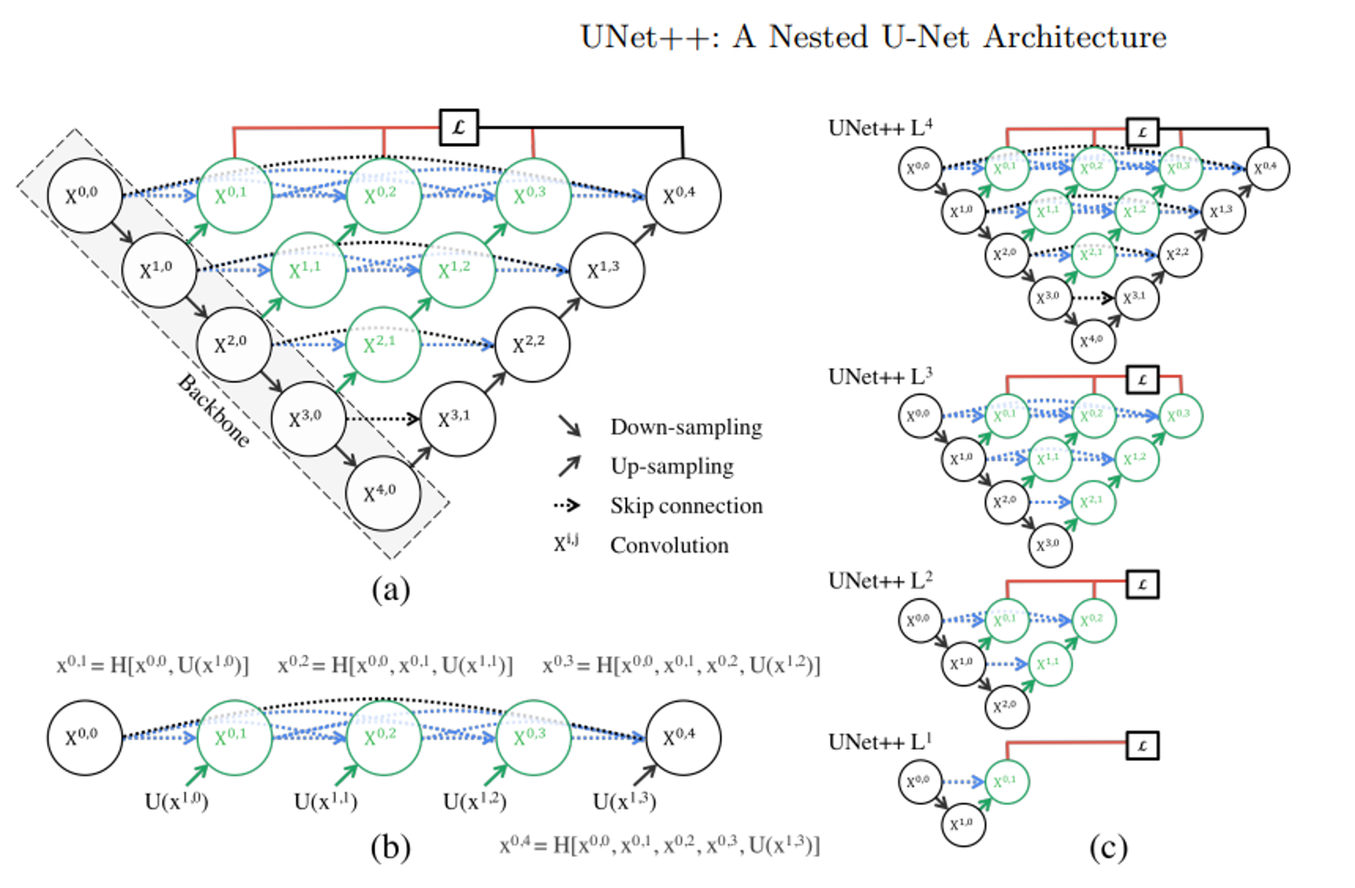 UNet++: A Nested U-Net Architecture
ℒ
X⁰,⁰ X⁰,¹ X⁰,² X⁰,³ X⁰,⁴
X¹,⁰ X¹,¹ X¹,² X¹,³
X²,⁰ X²,¹ X²,²
X³,⁰ X³,¹
X⁴,⁰
Backbone
Down-sampling
Up-sampling
Skip connection
Xⁱ,ʲ Convolution
(a)
x⁰,¹ = H[x⁰,⁰, U(x¹,⁰)] x⁰,² = H[x⁰,⁰, x⁰,¹, U(x¹,¹)] x⁰,³ = H[x⁰,⁰, x⁰,¹, x⁰,², U(x¹,²)]
X⁰,⁰ X⁰,¹ X⁰,² X⁰,³ X⁰,⁴
U(x¹,⁰) U(x¹,¹) U(x¹,²) U(x¹,³)
x⁰,⁴ = H[x⁰,⁰, x⁰,¹, x⁰,², x⁰,³, U(x¹,³)]
(b)
UNet++ L⁴
ℒ
X⁰,⁰ X⁰,¹ X⁰,² X⁰,³ X⁰,⁴
X¹,⁰ X¹,¹ X¹,² X¹,³
X²,⁰ X²,¹ X²,²
X³,⁰ X³,¹
X⁴,⁰
UNet++ L³
ℒ
X⁰,⁰ X⁰,¹ X⁰,² X⁰,³
X¹,⁰ X¹,¹ X¹,²
X²,⁰ X²,¹
X³,⁰
UNet++ L²
ℒ
X⁰,⁰ X⁰,¹ X⁰,²
X¹,⁰ X¹,¹
X²,⁰
UNet++ L¹
ℒ
X⁰,⁰ X⁰,¹
X¹,⁰
(c)